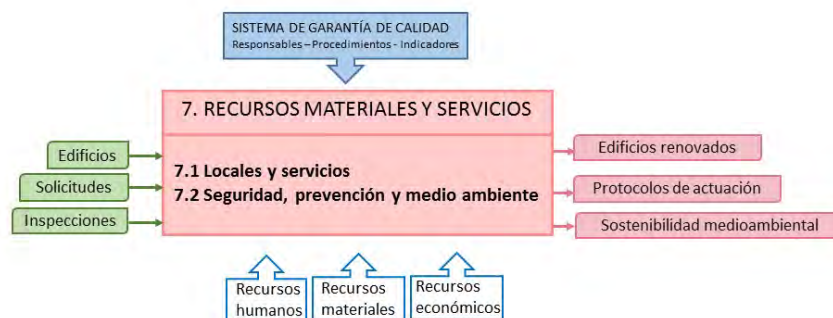 SISTEMA DE GARANTÍA DE CALIDAD
Responsables – Procedimientos - Indicadores
7. RECURSOS MATERIALES Y SERVICIOS
7.1 Locales y servicios
7.2 Seguridad, prevención y medio ambiente
Edificios
Solicitudes
Inspecciones
Edificios renovados
Protocolos de actuación
Sostenibilidad medioambiental
Recursos
humanos
Recursos
materiales
Recursos
económicos